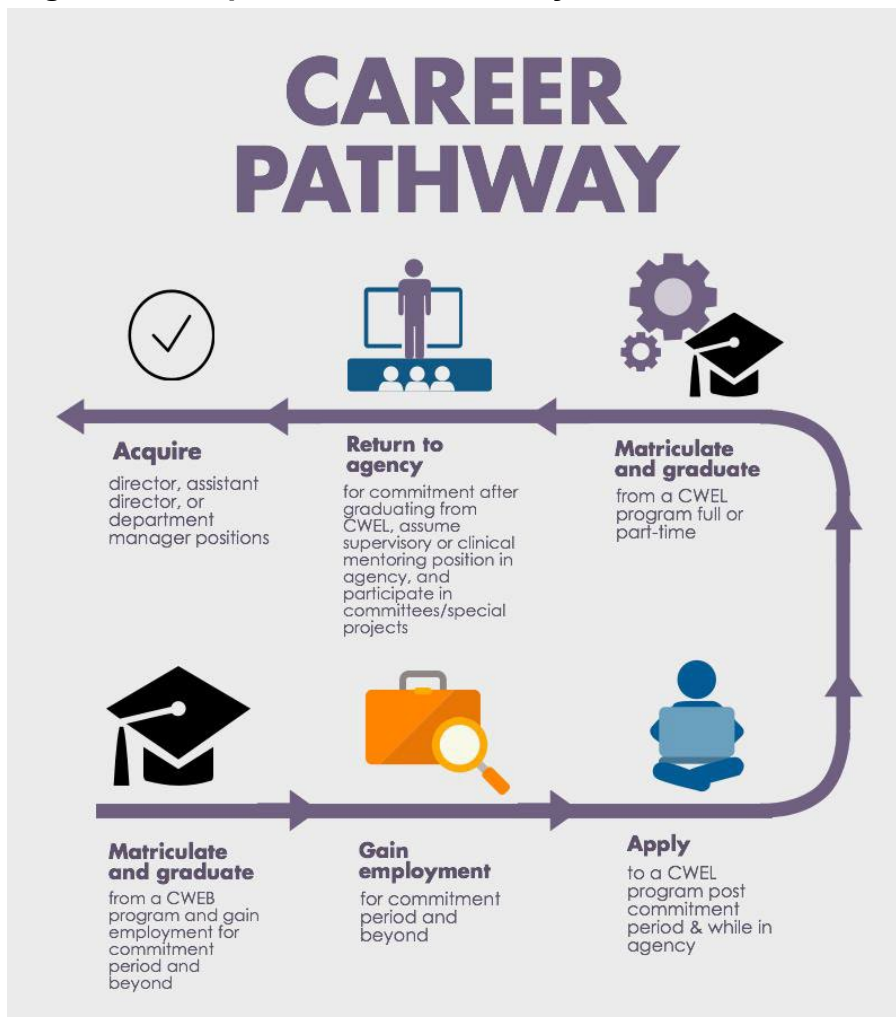 CAREER
PATHWAY
Acquire
director, assistant
director, or
department
manager positions
Return to
agency
for commitment after
graduating from
CWEL, assume
supervisory or clinical
mentoring position in
agency, and
participate in
committees/special
projects
Matriculate
and graduate
from a CWEL
program full or
part-time
Matriculate
and graduate
from a CWEB
program and gain
employment for
commitment
period and
beyond
Gain
employment
for commitment
period and
beyond
Apply
to a CWEL
program post
commitment
period & while in
agency